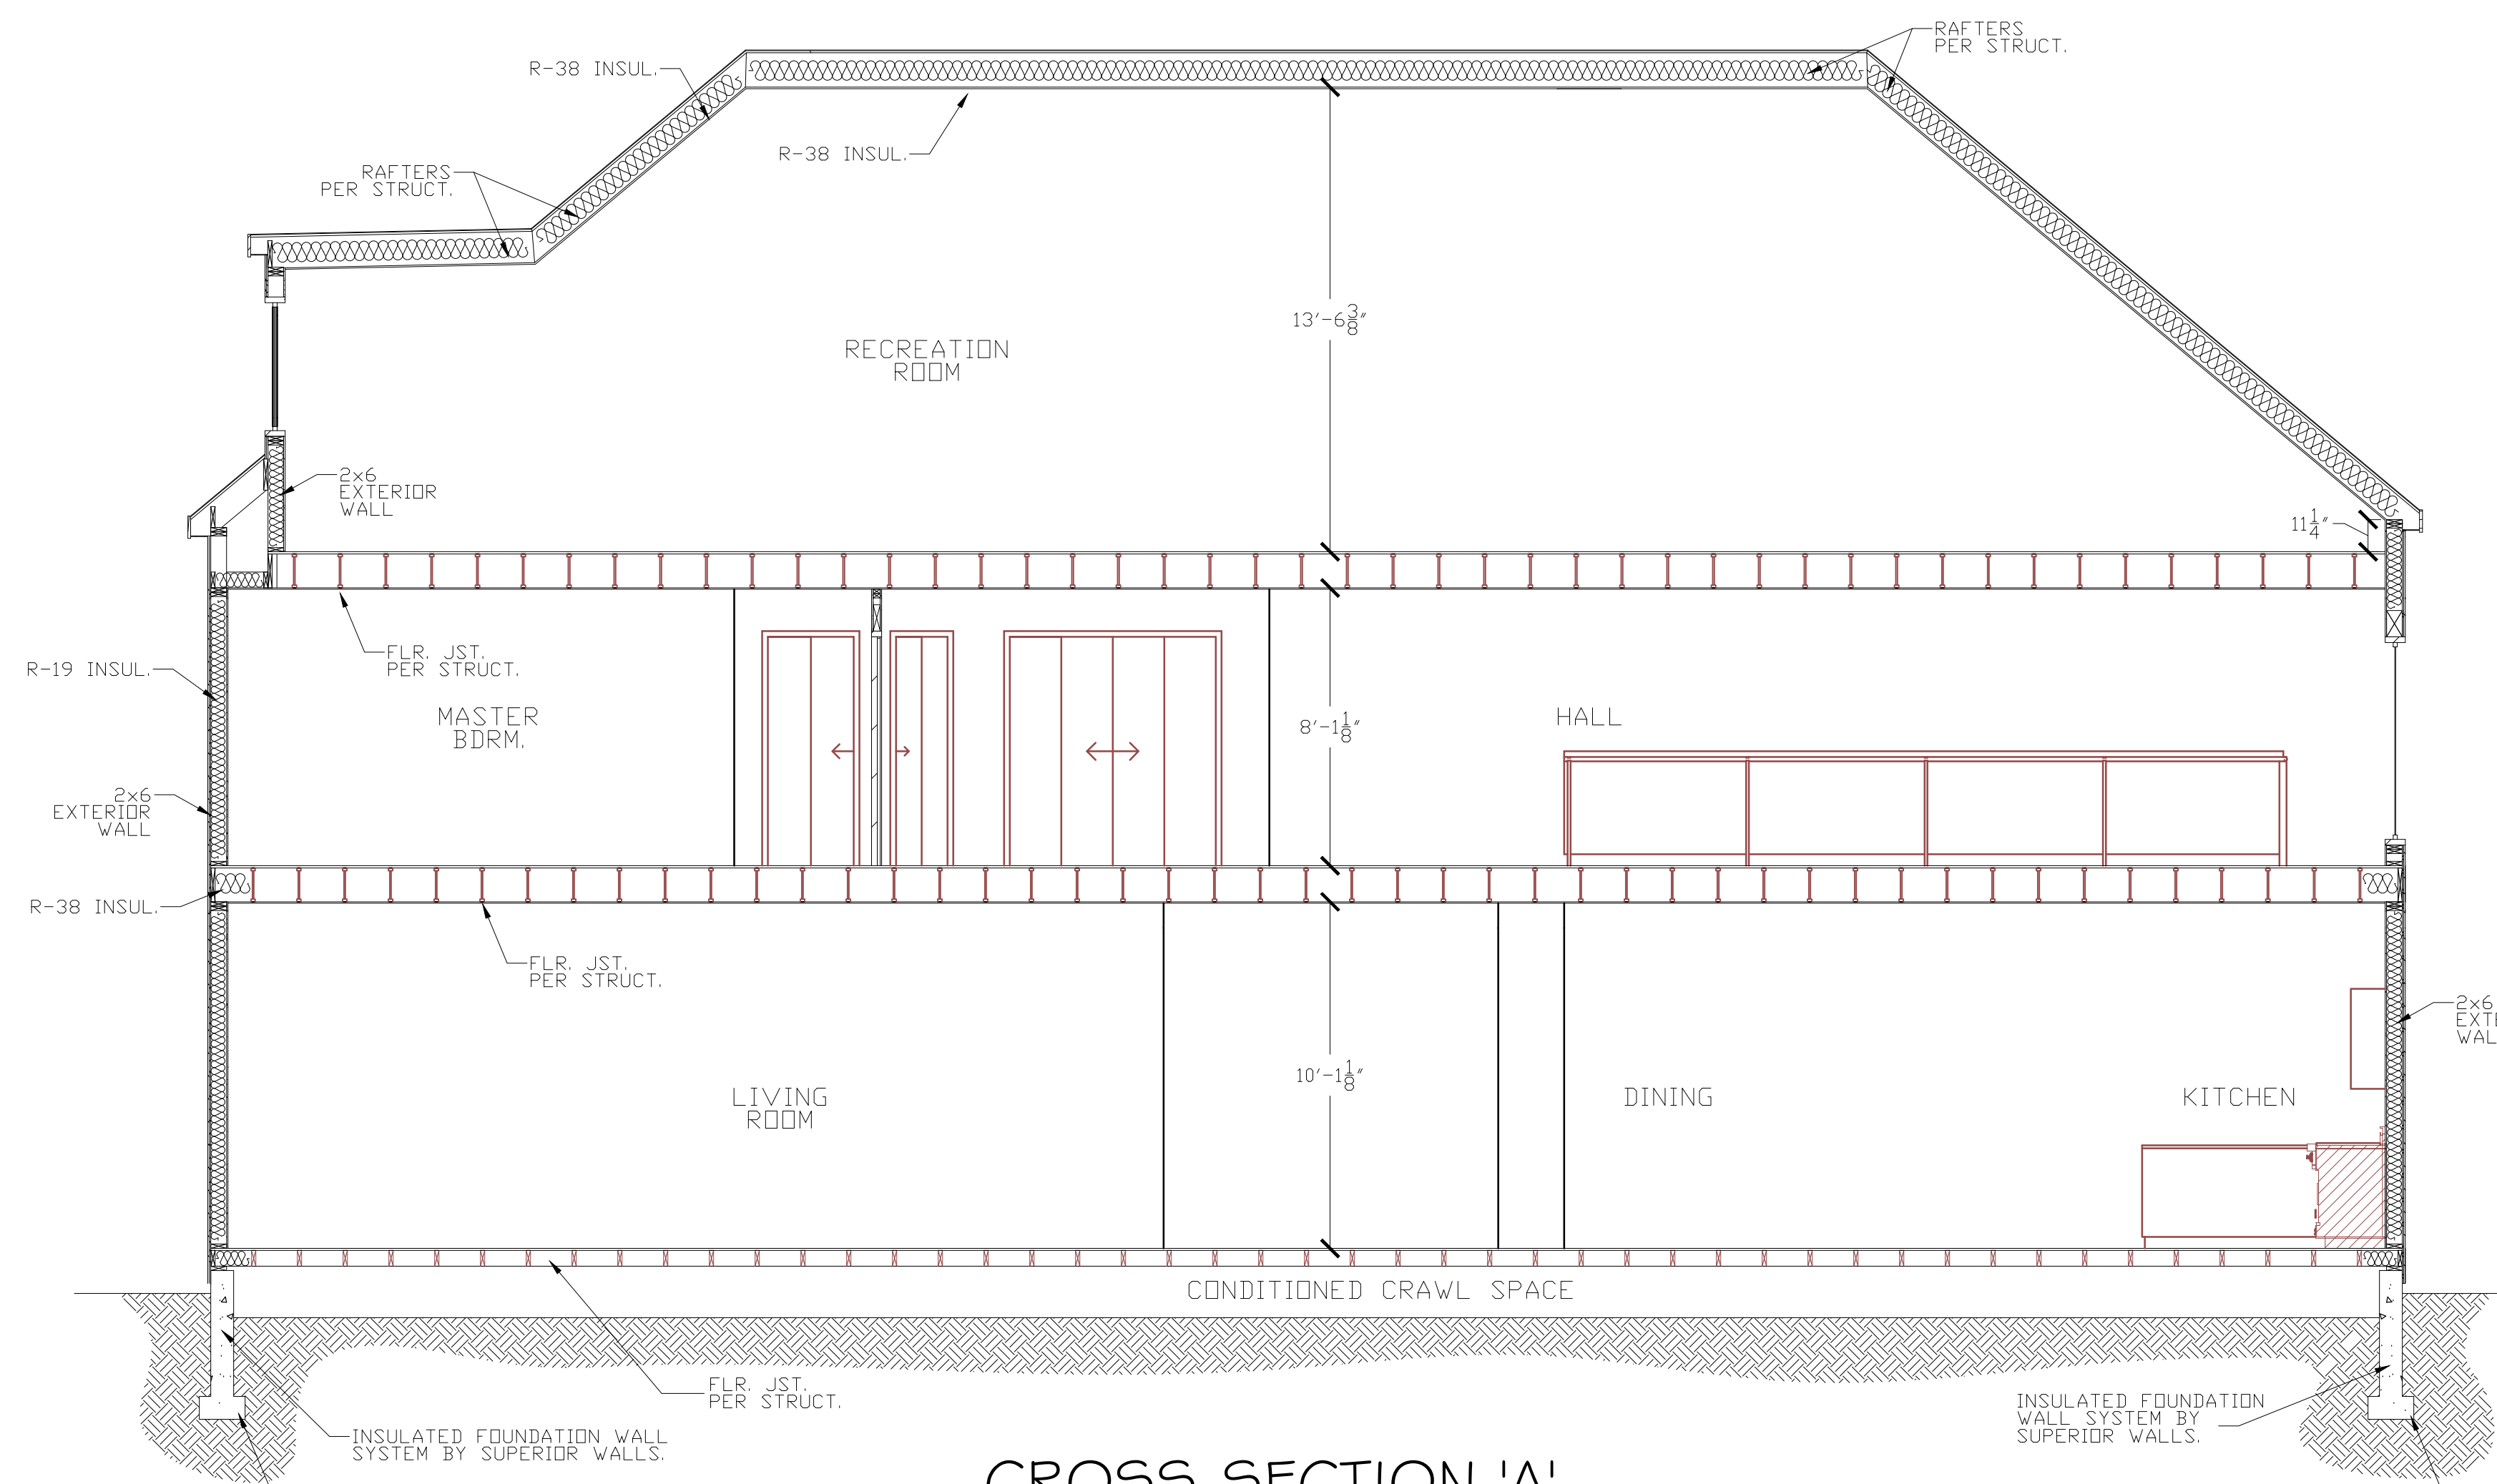 RAFTERS
PER STRUCT.
R-38 INSUL.
R-38 INSUL.
RAFTERS
PER STRUCT.
13'-6 3/8"
RECREATION
ROOM
2x6
EXTERIOR
WALL
11 1/4"
FLR. JST.
PER STRUCT.
R-19 INSUL.
MASTER
BDRM.
8'-1 1/8"
HALL
2x6
EXTERIOR
WALL
R-38 INSUL.
FLR. JST.
PER STRUCT.
2x6
10'-1 1/8"
LIVING
ROOM
DINING
KITCHEN
CONDITIONED CRAWL SPACE
FLR. JST.
PER STRUCT.
INSULATED FOUNDATION WALL
SYSTEM BY SUPERIOR WALLS.
INSULATED FOUNDATION
WALL SYSTEM BY
SUPERIOR WALLS.
CROSS SECTION 'A'